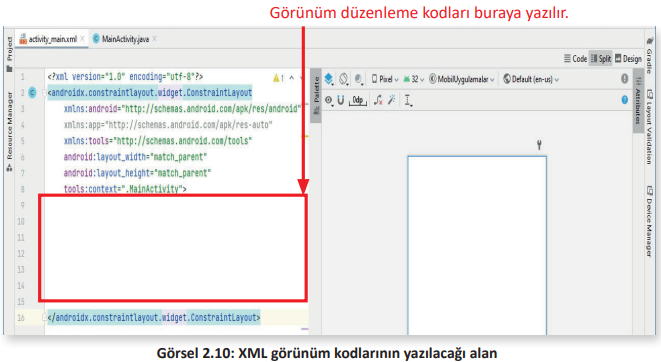 Görünüm düzenleme kodları buraya yazılır.
activity_main.xml × MainActivity.java ×
Code Split Design
Project
Resource Manager
1 <?xml version="1.0" encoding="utf-8"?> 1
2 <androidx.constraintlayout.widget.ConstraintLayout
3 xmlns:android="http://schemas.android.com/apk/res/android"
4 xmlns:app="http://schemas.android.com/apk/res-auto"
5 xmlns:tools="http://schemas.android.com/tools"
6 android:layout_width="match_parent"
7 android:layout_height="match_parent"
8 tools:context=".MainActivity">
9
10
11
12
13
14
15
16 </androidx.constraintlayout.widget.ConstraintLayout>
Palette
Pixel 32 MobilUygulamalar Default (en-us)
0dp
Attributes
Gradle
Layout Validation
Device Manager
Görsel 2.10: XML görünüm kodlarının yazılacağı alan